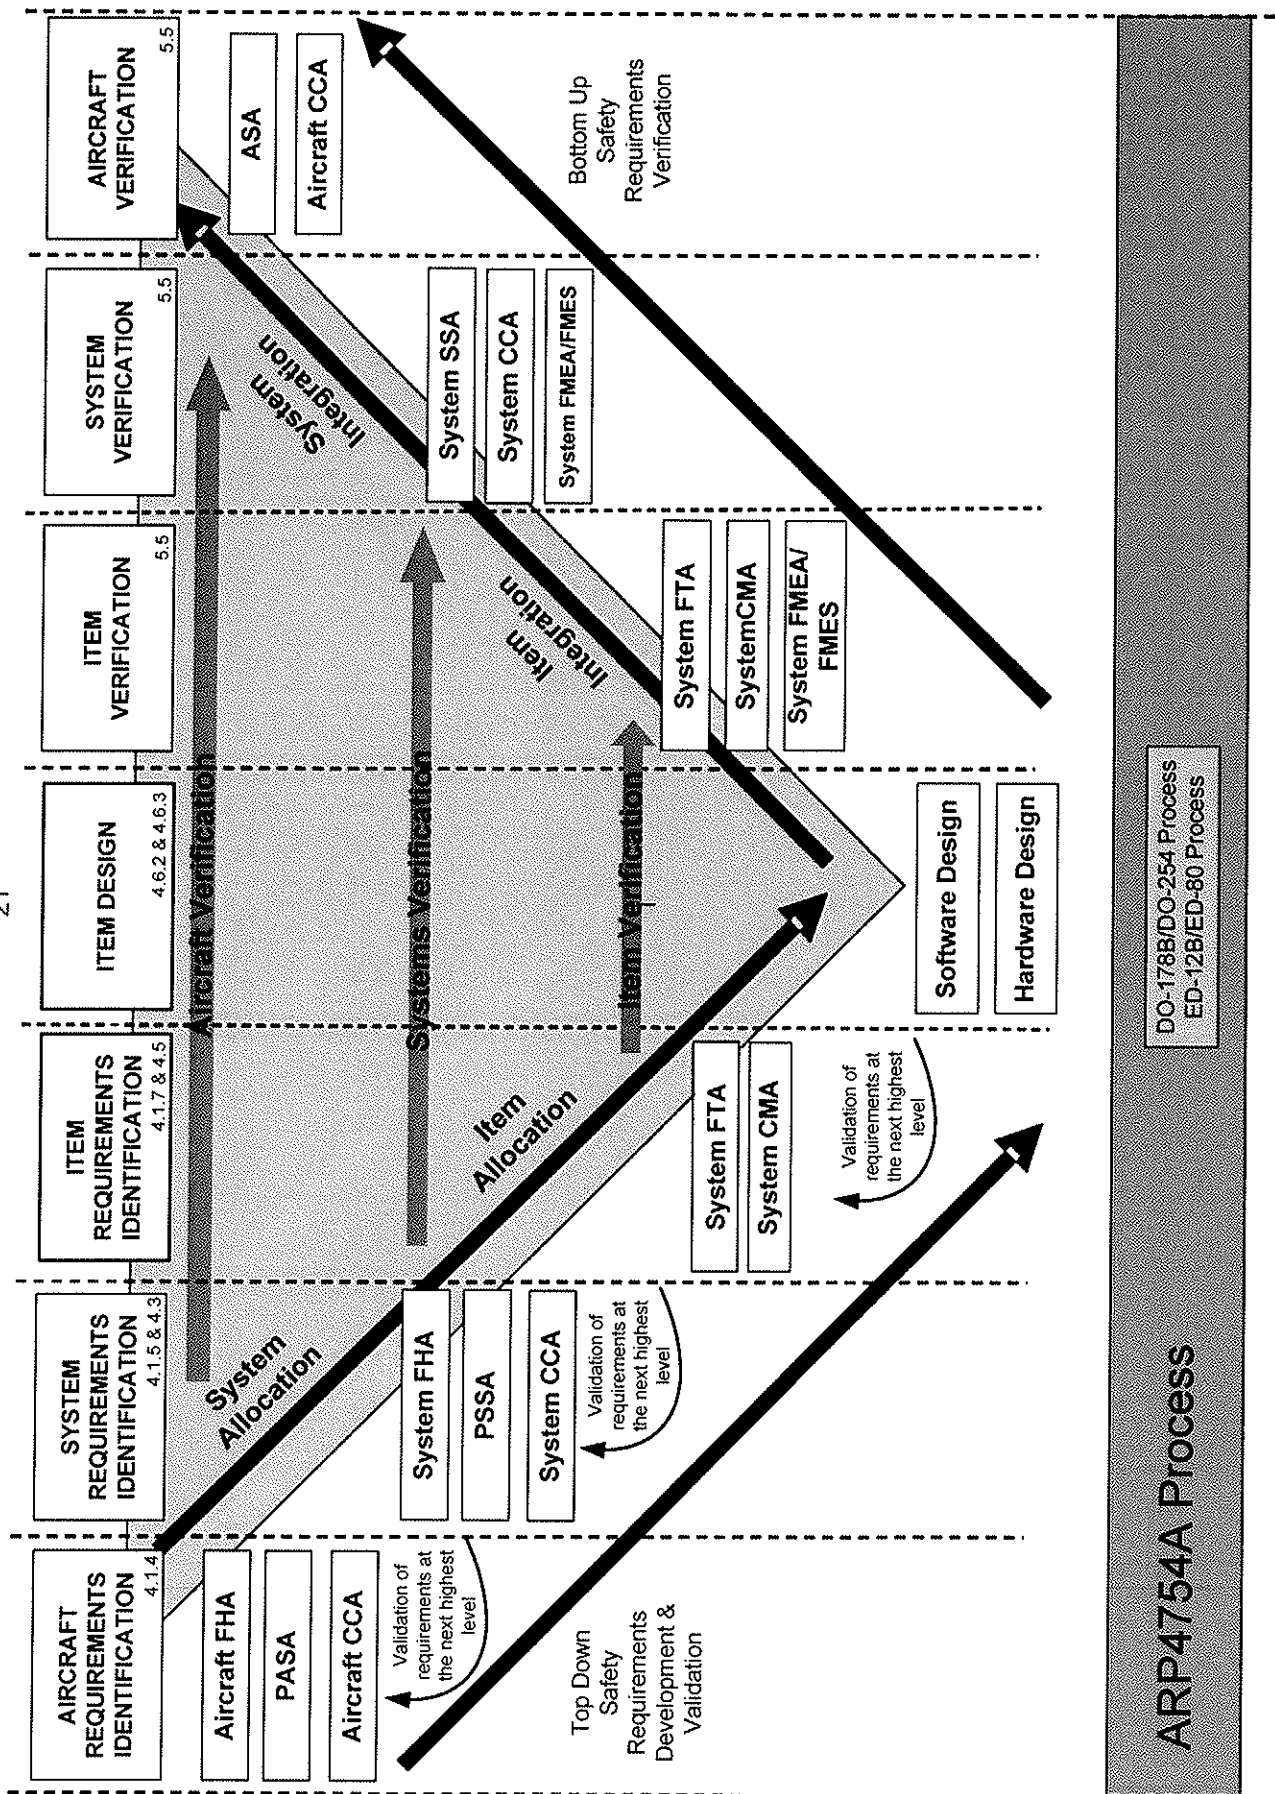 21
AIRCRAFT
REQUIREMENTS
IDENTIFICATION
4.1.4
SYSTEM
REQUIREMENTS
IDENTIFICATION
4.1.5 & 4.3
ITEM
REQUIREMENTS
IDENTIFICATION
4.1.7 & 4.5
ITEM DESIGN
4.6.2 & 4.6.3
ITEM
VERIFICATION
5.5
SYSTEM
VERIFICATION
5.5
AIRCRAFT
VERIFICATION
5.5
Aircraft Verification
Systems Verification
Item Verification
System
Allocation
Item
Allocation
Item
Integration
System
Integration
Aircraft FHA
PASA
Aircraft CCA
Validation of
requirements at
the next highest
level
System FHA
PSSA
System CCA
Validation of
requirements at
the next highest
level
System FTA
System CMA
Validation of
requirements at
the next highest
level
Software Design
Hardware Design
System FTA
SystemCMA
System FMEA/
FMES
System SSA
System CCA
System FMEA/FMES
ASA
Aircraft CCA
Top Down
Safety
Requirements
Development &
Validation
Bottom Up
Safety
Requirements
Verification
ARP4754A Process
DO-178B/DO-254 Process
ED-12B/ED-80 Process